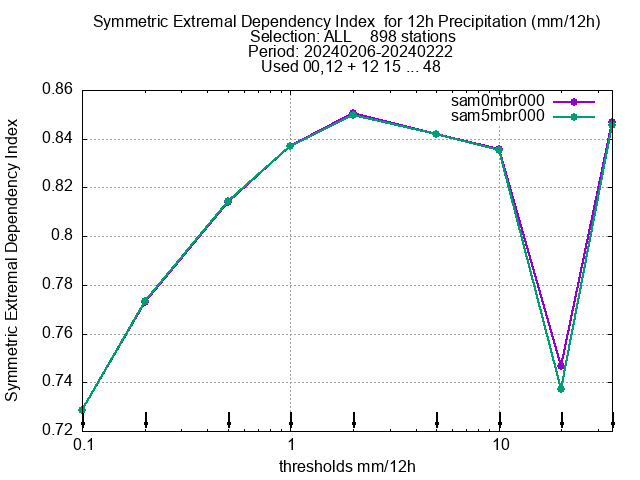 Symmetric Extremal Dependency Index  for 12h Precipitation (mm/12h)
Selection: ALL    898 stations
Period: 20240206-20240222
Used 00,12 + 12 15 ... 48
sam0mbr000
sam5mbr000
Symmetric Extremal Dependency Index
0.86
0.84
0.82
0.8
0.78
0.76
0.74
0.72
0.1
1
10
thresholds mm/12h